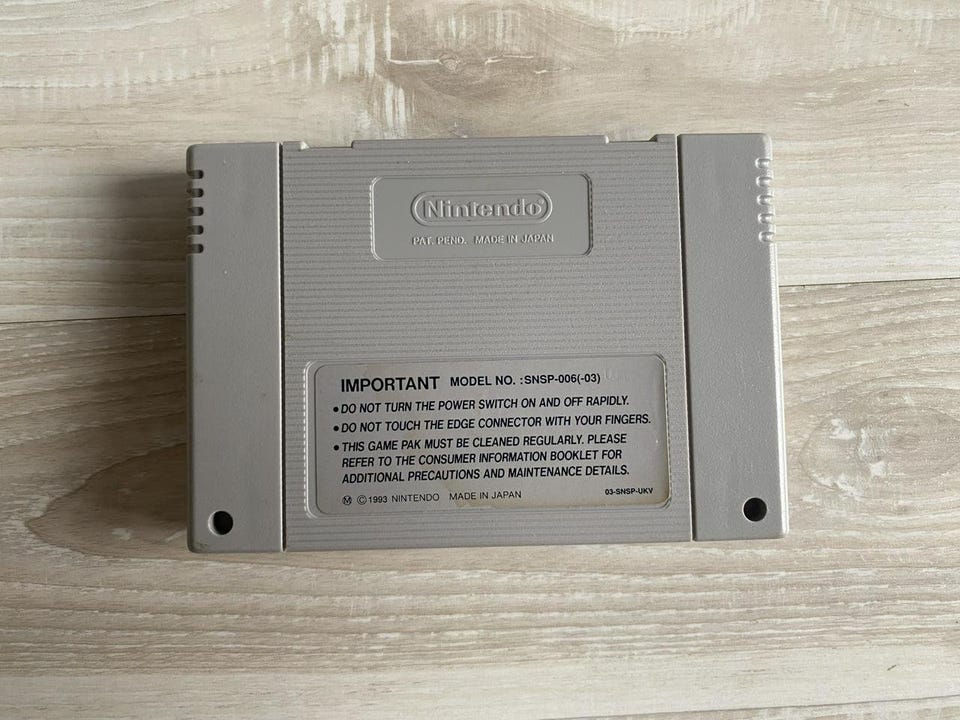 Nintendo®
PAT. PEND. MADE IN JAPAN
IMPORTANT MODEL NO. :SNSP-006(-03)
• DO NOT TURN THE POWER SWITCH ON AND OFF RAPIDLY.
• DO NOT TOUCH THE EDGE CONNECTOR WITH YOUR FINGERS.
• THIS GAME PAK MUST BE CLEANED REGULARLY. PLEASE
REFER TO THE CONSUMER INFORMATION BOOKLET FOR
ADDITIONAL PRECAUTIONS AND MAINTENANCE DETAILS.
Ⓜ ©1993 NINTENDO MADE IN JAPAN 03-SNSP-UKV